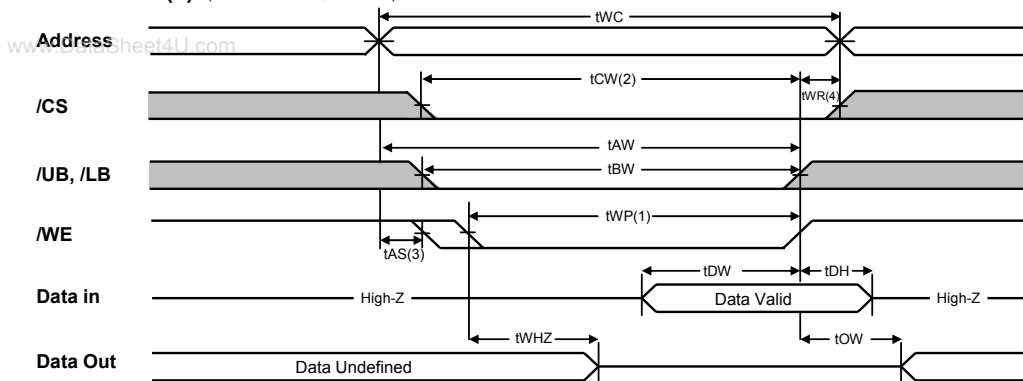 tWC
Address
www.DataSheet4U.com
tCW(2)
tWR(4)
/CS
tAW
tBW
/UB, /LB
tWP(1)
/WE
tAS(3)
tDW
tDH
Data in
High-Z
Data Valid
High-Z
tWHZ
tOW
Data Out
Data Undefined